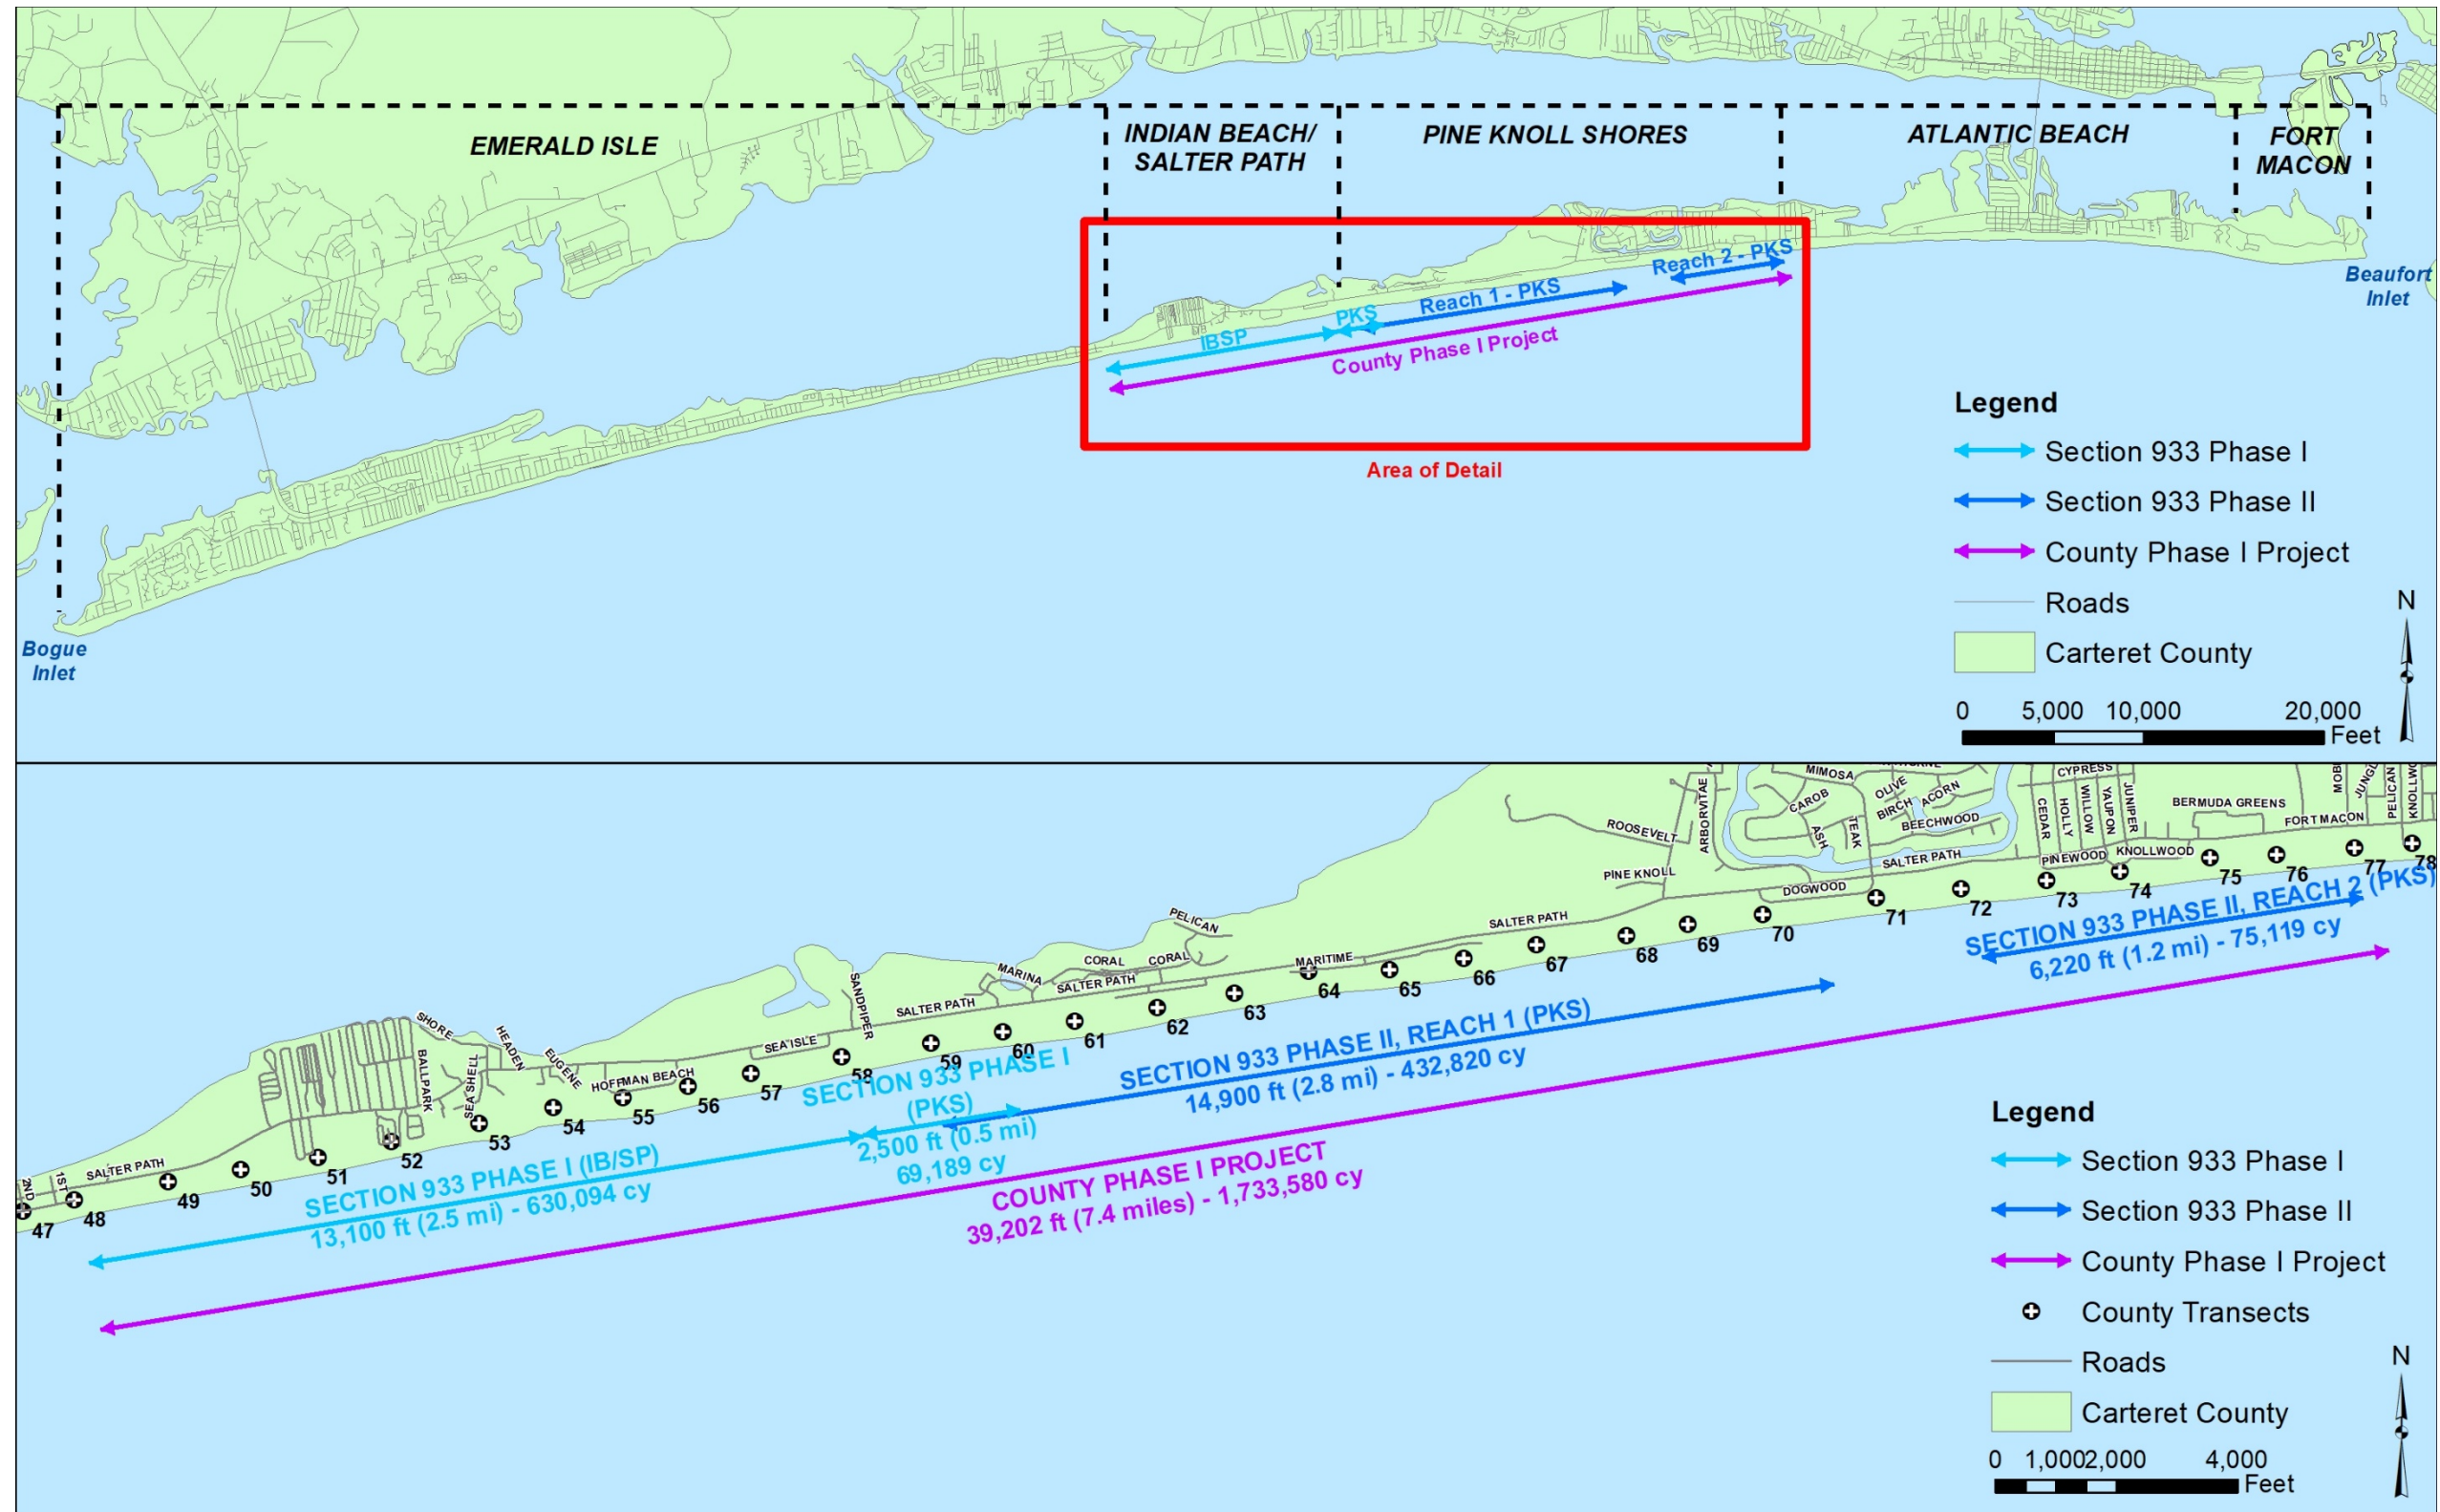 EMERALD ISLE
INDIAN BEACH/
SALTER PATH
PINE KNOLL SHORES
ATLANTIC BEACH
FORT
MACON
Reach 2 - PKS
Reach 1 - PKS
PKS
IBSP
County Phase I Project
Area of Detail
Beaufort
Inlet
Bogue
Inlet
Legend
Section 933 Phase I
Section 933 Phase II
County Phase I Project
Roads
Carteret County
N
0 5,000 10,000 20,000
Feet
MIMOSA
CAROB
OLIVE
BIRCH
ACORN
ASH
TEAK
BEECHWOOD
ARBORVITAE
ROOSEVELT
PINE KNOLL
DOGWOOD
SALTER PATH
CYPRESS
CEDAR
HOLLY
WILLOW
YAUPON
JUNIPER
PINEWOOD
KNOLLWOOD
BERMUDA GREENS
FORT MACON
PELICAN
SALTER PATH
MARITIME
PELICAN
CORAL
CORAL
MARINA
SALTER PATH
SALTER PATH
SANDPIPER
SEA ISLE
HOFFMAN BEACH
EUGENE
HEADEN
SHORE
SEA SHELL
BALLPARK
SALTER PATH
1ST
2ND
47 48 49 50 51 52 53 54 55 56 57 58 59 60 61 62 63 64 65 66 67 68 69 70 71 72 73 74 75 76 77 78
SECTION 933 PHASE I (IB/SP)
13,100 ft (2.5 mi) - 630,094 cy
SECTION 933 PHASE I
(PKS)
2,500 ft (0.5 mi)
69,189 cy
SECTION 933 PHASE II, REACH 1 (PKS)
14,900 ft (2.8 mi) - 432,820 cy
SECTION 933 PHASE II, REACH 2 (PKS)
6,220 ft (1.2 mi) - 75,119 cy
COUNTY PHASE I PROJECT
39,202 ft (7.4 miles) - 1,733,580 cy
Legend
Section 933 Phase I
Section 933 Phase II
County Phase I Project
County Transects
Roads
Carteret County
N
0 1,000 2,000 4,000
Feet